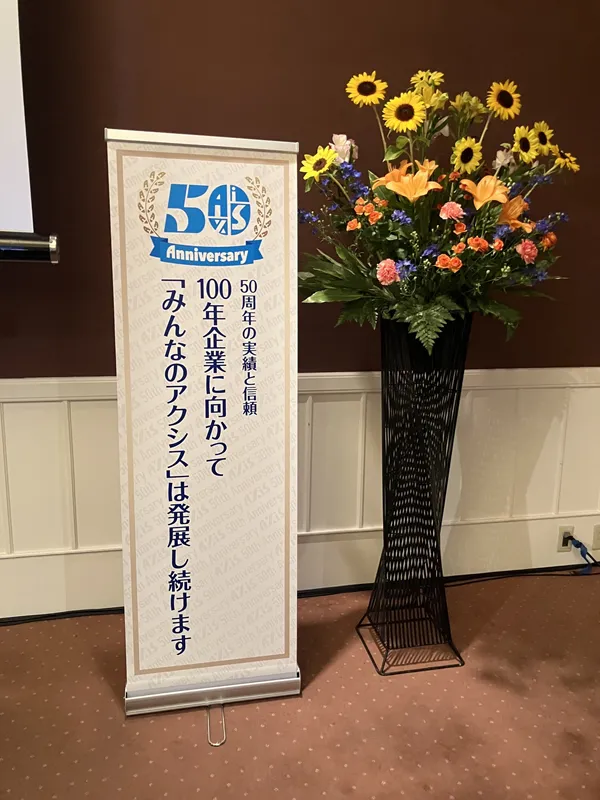 50 AXiS
Anniversary
50周年の実績と信頼
100年企業に向かって
「みんなのアクシス」は発展し続けます